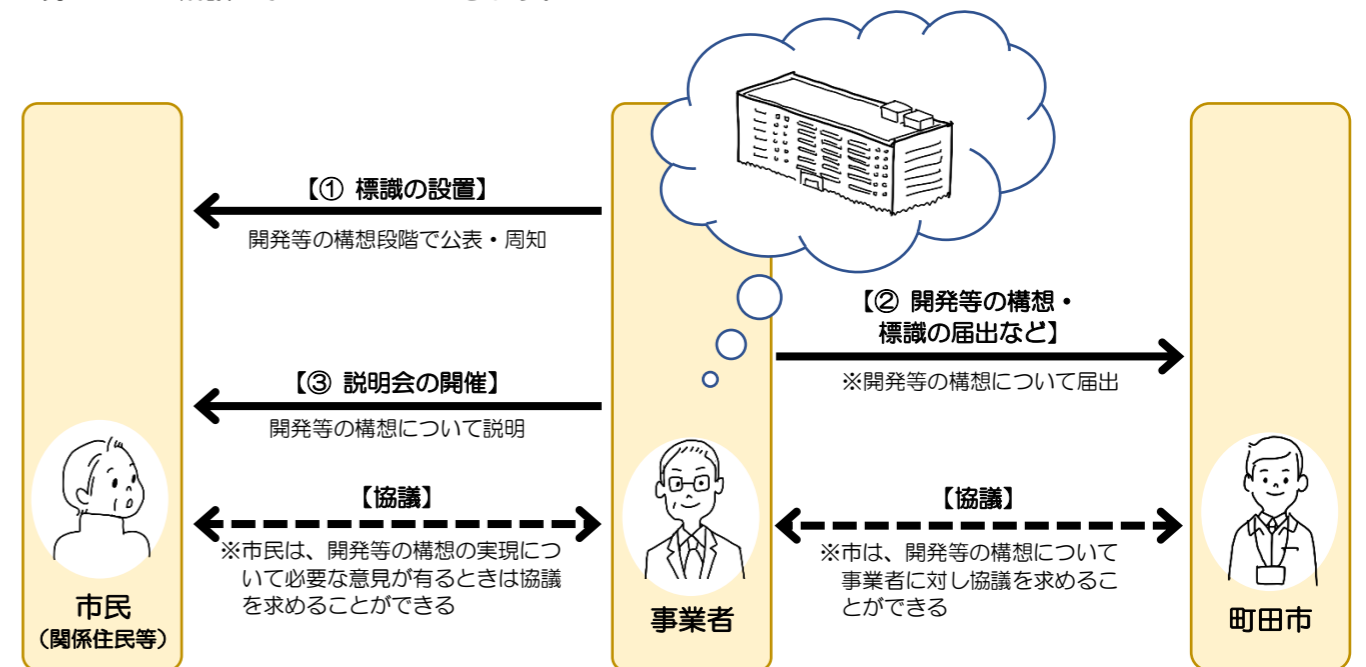 【① 標識の設置】
開発等の構想段階で公表・周知
【② 開発等の構想・
標識の届出など】
※開発等の構想について届出
【③ 説明会の開催】
開発等の構想について説明
【協議】
※市民は、開発等の構想の実現につ
いて必要な意見が有るときは協議
を求めることができる
【協議】
※市は、開発等の構想について
事業者に対し協議を求めるこ
とができる
市民
（関係住民等）
事業者
町田市